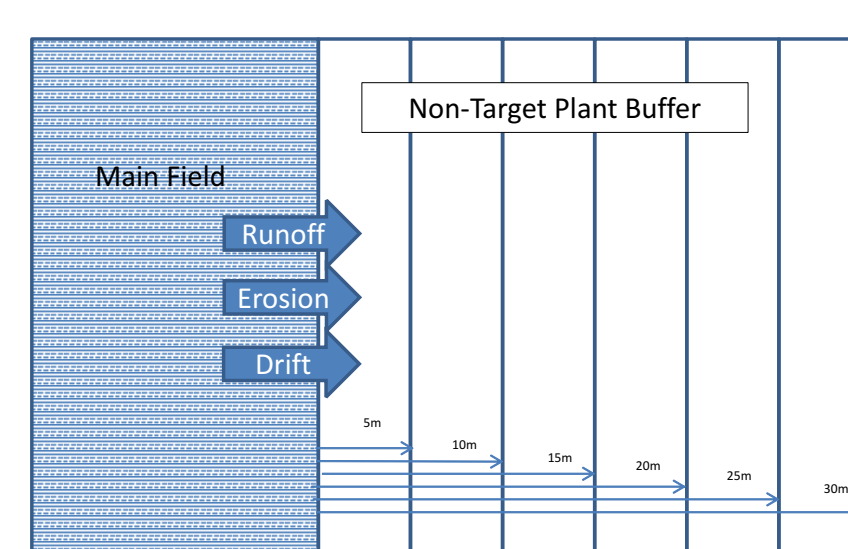 Non-Target Plant Buffer
Main Field
Runoff
Erosion
Drift
5m
10m
15m
20m
25m
30m